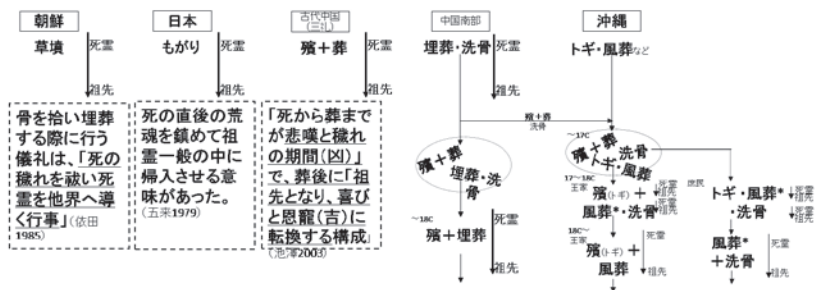 朝鮮
草墳
死霊
祖先
骨を拾い埋葬
する際に行う
儀礼は、「死の
穢れを祓い死
霊を他界へ導
く行事」(依田
1985)
日本
もがり
死霊
祖先
死の直後の荒
魂を鎮めて祖
霊一般の中に
帰入させる意
味があった。
(五来1979)
古代中国
(三礼)
殯+葬
死霊
祖先
「死から葬まで
が悲嘆と穢れ
の期間(凶)」
で、葬後に「祖
先となり、喜び
と恩寵(吉)に
転換する構成」
(池澤2003)
中国南部
埋葬・洗骨
死霊
祖先
殯+葬
洗骨
殯+葬
埋葬・洗
骨
~18C
殯+埋葬
死霊
祖先
沖縄
トギ・風葬など
~17C
殯+葬 洗骨
トギ・風葬
17~18C
王家
殯(トギ)+
風葬*・洗骨
死霊
祖先
死霊
祖先
18C~
王家
殯(トギ)+
風葬
死霊
祖先
庶民
トギ・風葬*
・洗骨
死霊
祖先
死霊
祖先
風葬*
+洗骨
死霊
祖先